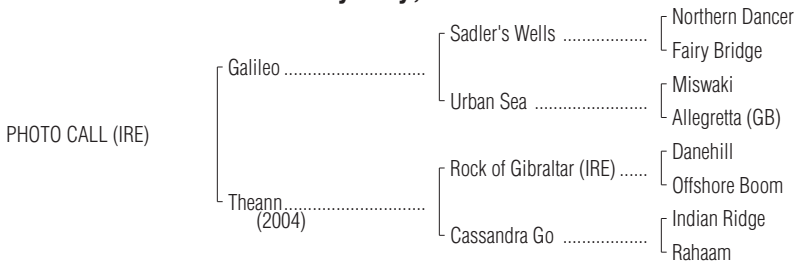 Northern Dancer
Sadler's Wells ..................
Fairy Bridge
Galileo ..............................
Miswaki
Urban Sea ........................
Allegretta (GB)
PHOTO CALL (IRE)
Danehill
Rock of Gibraltar (IRE) ......
Offshore Boom
Theann..............................
(2004)
Indian Ridge
Cassandra Go ..................
Rahaam